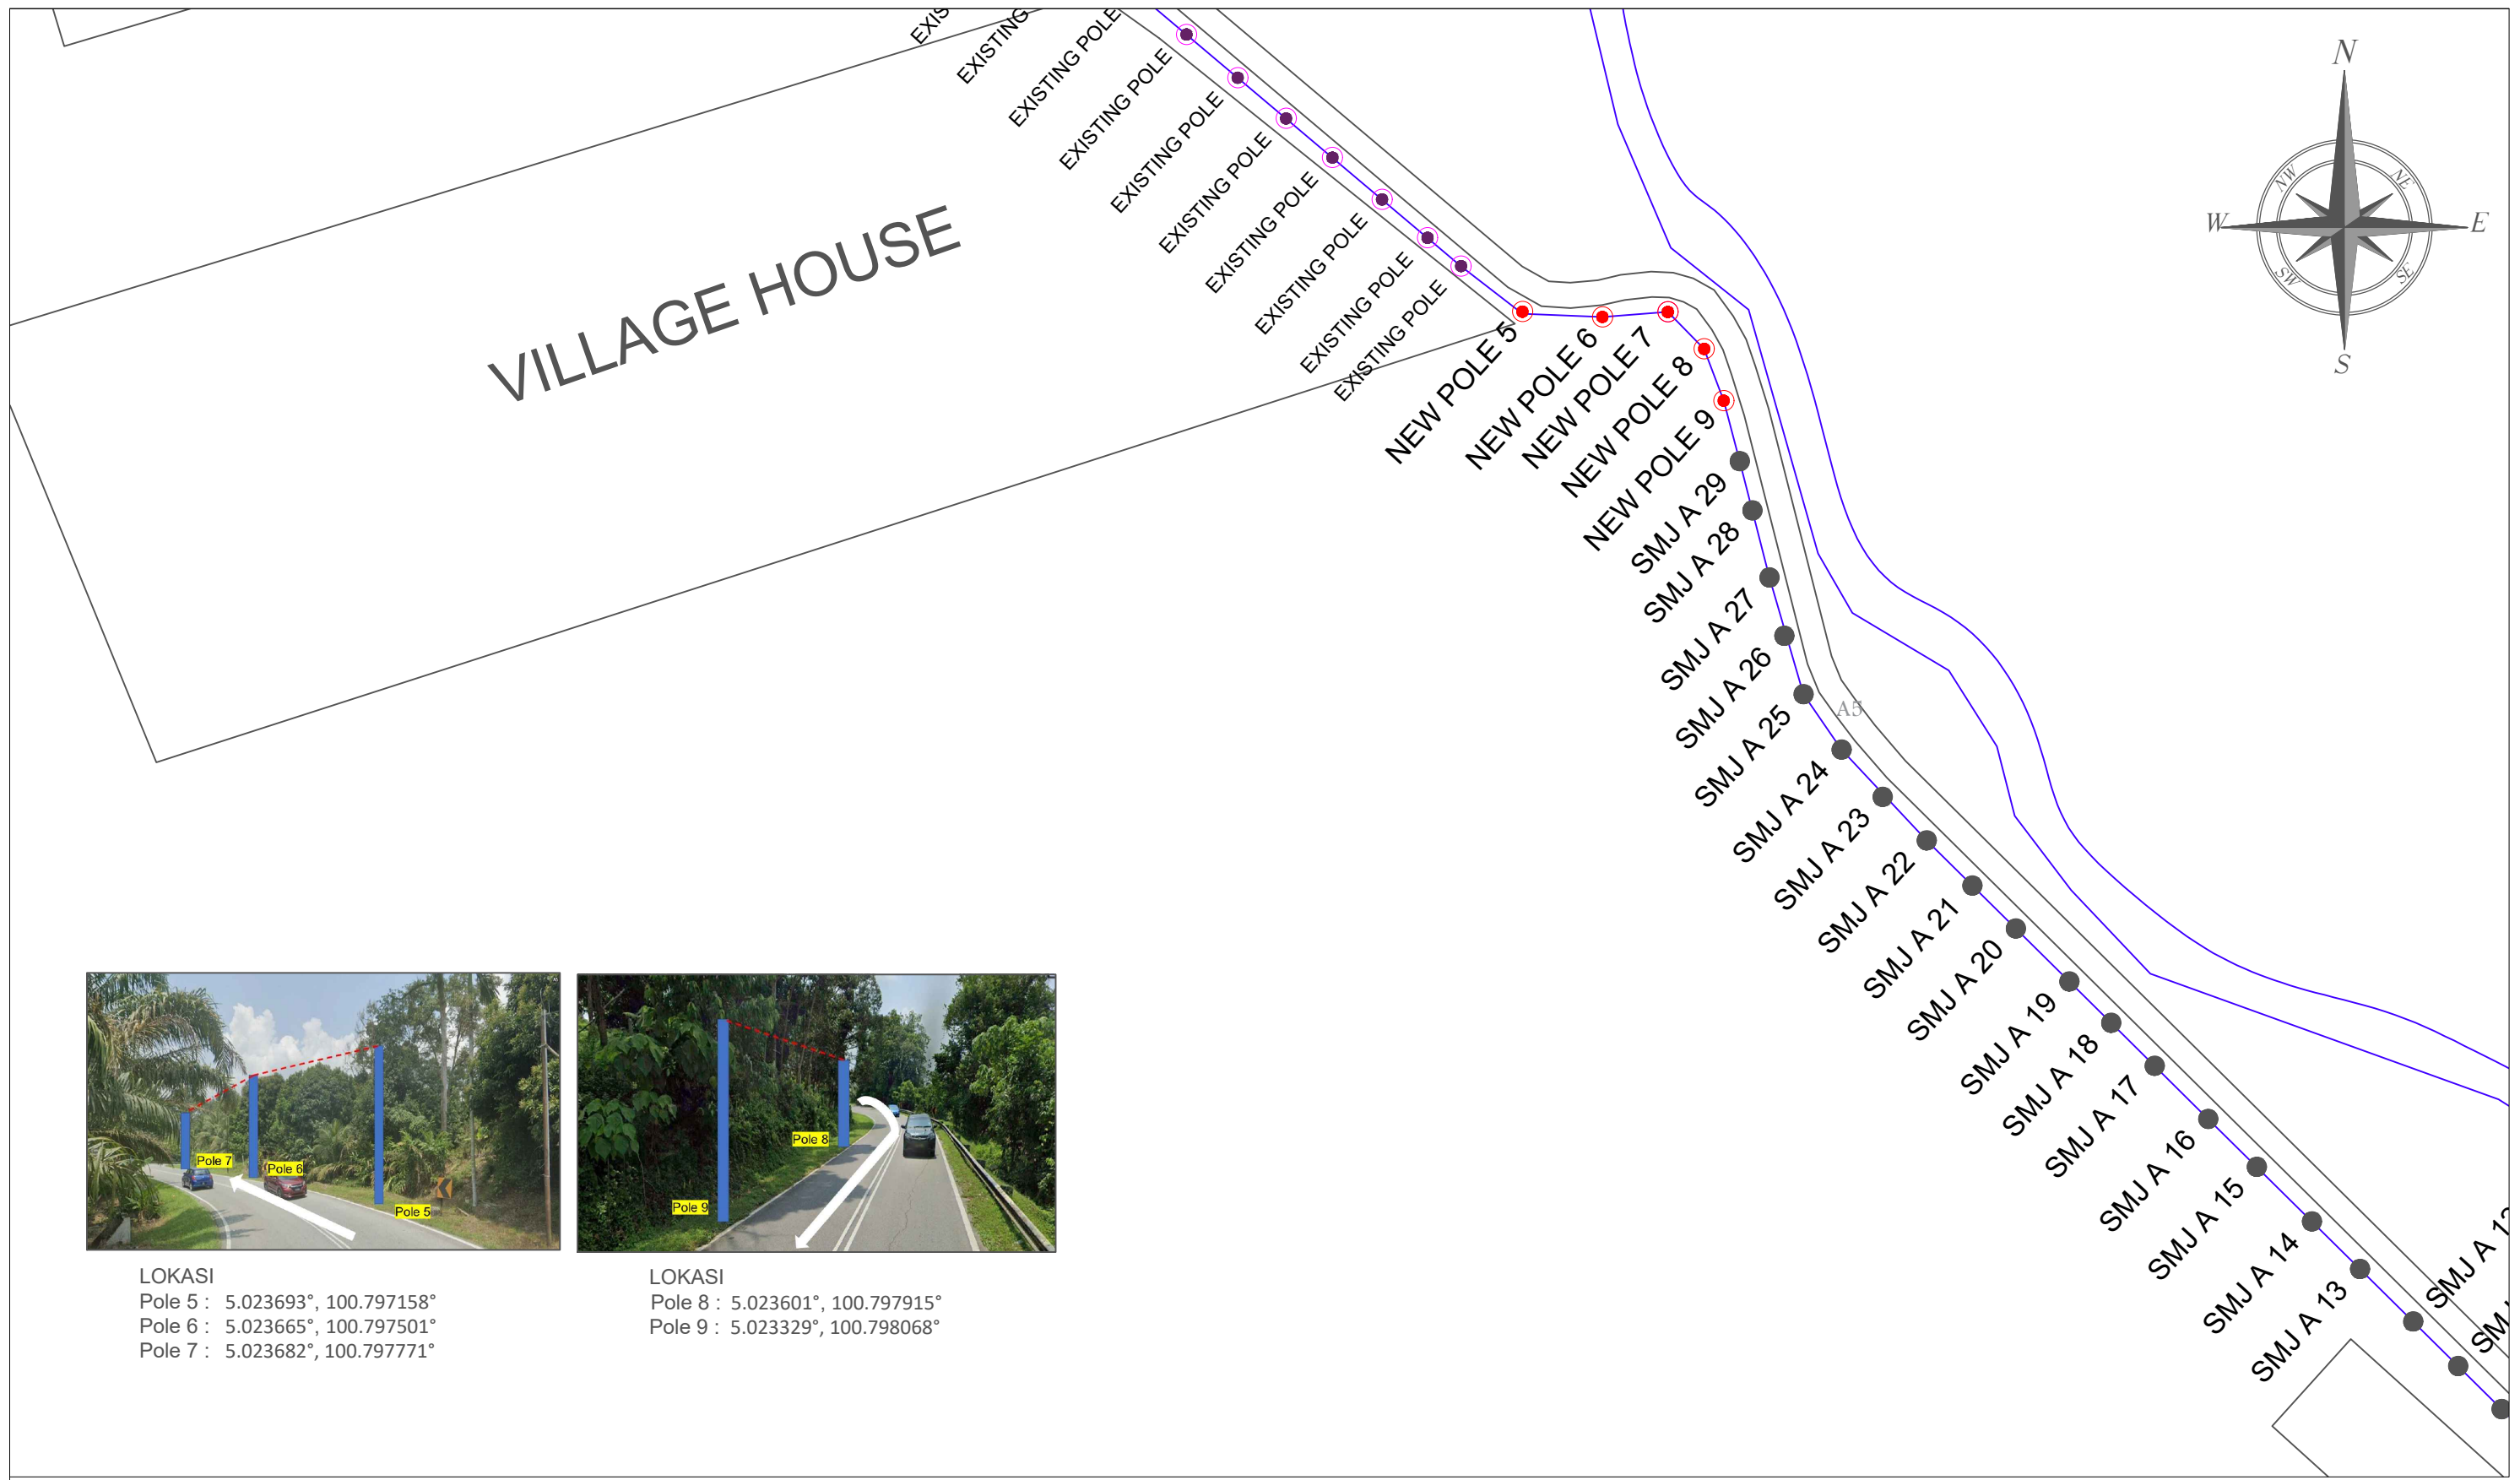 EXISTING
EXISTING POLE
EXISTING POLE
EXISTING POLE
EXISTING POLE
EXISTING POLE
EXISTING POLE
EXISTING POLE
EXISTING POLE
VILLAGE HOUSE
NEW POLE 5
NEW POLE 6
NEW POLE 7
NEW POLE 8
NEW POLE 9
SMJ A 29
SMJ A 28
SMJ A 27
SMJ A 26
SMJ A 25
A5
SMJ A 24
SMJ A 23
SMJ A 22
SMJ A 21
SMJ A 20
SMJ A 19
SMJ A 18
SMJ A 17
SMJ A 16
SMJ A 15
SMJ A 14
SMJ A 13
SMJ A 12
N
NW
NE
W
E
SW
SE
S
Pole 7
Pole 6
Pole 5
LOKASI
Pole 5 : 5.023693°, 100.797158°
Pole 6 : 5.023665°, 100.797501°
Pole 7 : 5.023682°, 100.797771°
Pole 8
Pole 9
LOKASI
Pole 8 : 5.023601°, 100.797915°
Pole 9 : 5.023329°, 100.798068°